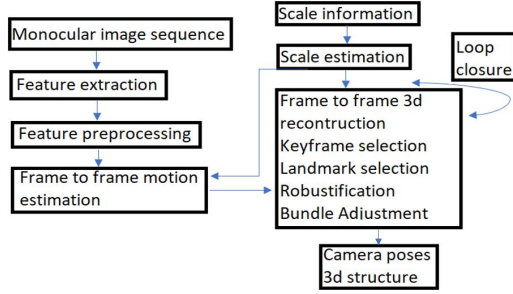 Monocular image sequence
Feature extraction
Feature preprocessing
Frame to frame motion
estimation
Scale information
Scale estimation
Loop
closure
Frame to frame 3d
recontruction
Keyframe selection
Landmark selection
Robustification
Bundle Adjustment
Camera poses
3d structure